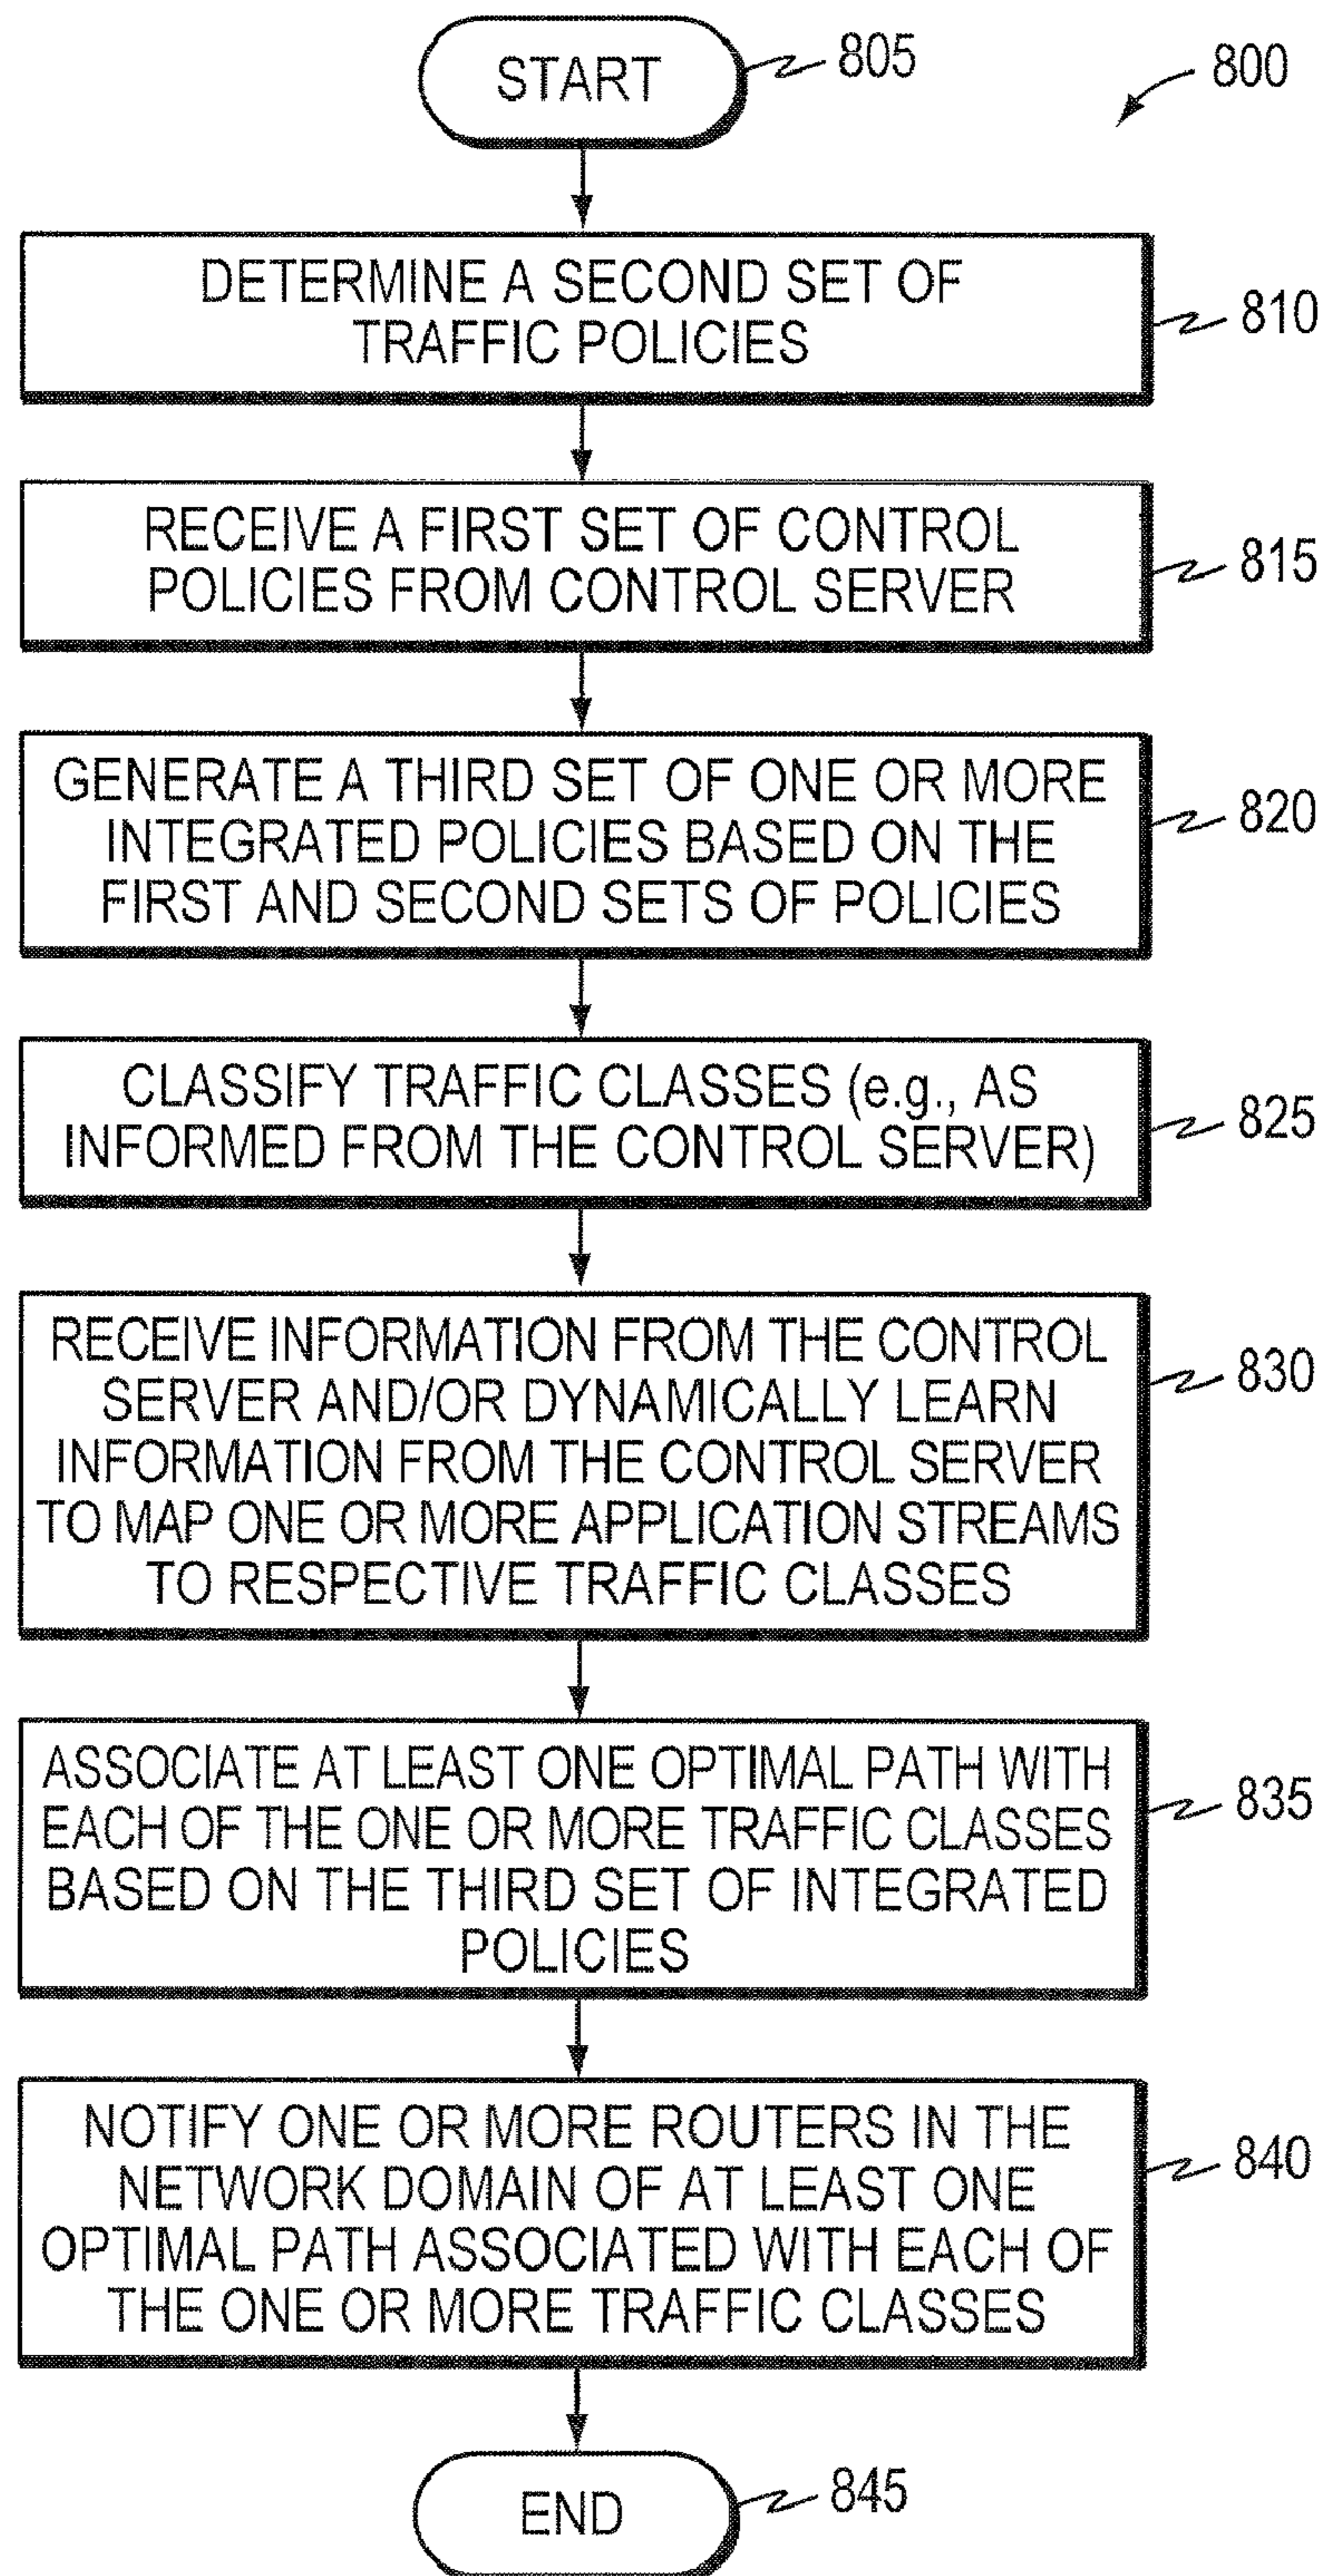 START
805
800
DETERMINE A SECOND SET OF
TRAFFIC POLICIES
810
RECEIVE A FIRST SET OF CONTROL
POLICIES FROM CONTROL SERVER
815
GENERATE A THIRD SET OF ONE OR MORE
INTEGRATED POLICIES BASED ON THE
FIRST AND SECOND SETS OF POLICIES
820
CLASSIFY TRAFFIC CLASSES (e.g., AS
INFORMED FROM THE CONTROL SERVER)
825
RECEIVE INFORMATION FROM THE CONTROL
SERVER AND/OR DYNAMICALLY LEARN
INFORMATION FROM THE CONTROL SERVER
TO MAP ONE OR MORE APPLICATION STREAMS
TO RESPECTIVE TRAFFIC CLASSES
830
ASSOCIATE AT LEAST ONE OPTIMAL PATH WITH
EACH OF THE ONE OR MORE TRAFFIC CLASSES
BASED ON THE THIRD SET OF INTEGRATED
POLICIES
835
NOTIFY ONE OR MORE ROUTERS IN THE
NETWORK DOMAIN OF AT LEAST ONE
OPTIMAL PATH ASSOCIATED WITH EACH OF
THE ONE OR MORE TRAFFIC CLASSES
840
END
845